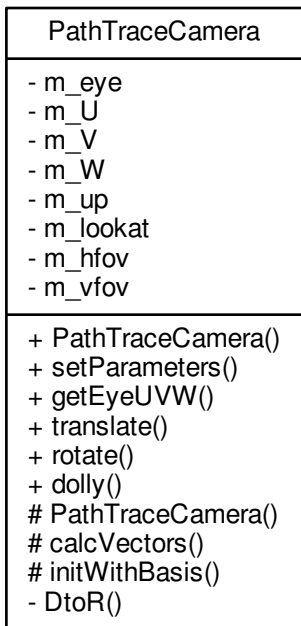 PathTraceCamera
- m_eye
- m_U
- m_V
- m_W
- m_up
- m_lookat
- m_hfov
- m_vfov
+ PathTraceCamera()
+ setParameters()
+ getEyeUVW()
+ translate()
+ rotate()
+ dolly()
# PathTraceCamera()
# calcVectors()
# initWithBasis()
- DtoR()